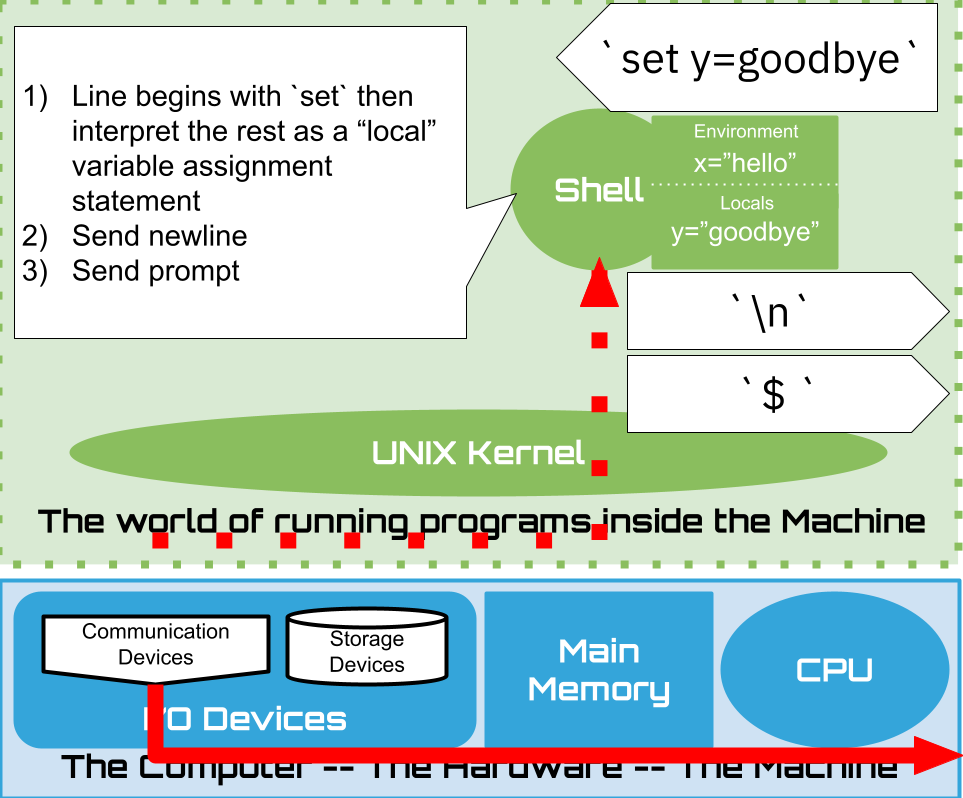 `set y=goodbye`
1) Line begins with `set` then
interpret the rest as a “local”
variable assignment
statement
2) Send newline
3) Send prompt
Shell
Environment
x=”hello”
Locals
y=”goodbye”
`\n`
`$ `
UNIX Kernel
The world of running programs inside the Machine
Communication
Devices
Storage
Devices
I/O Devices
Main
Memory
CPU
The Computer -- The Hardware -- The Machine